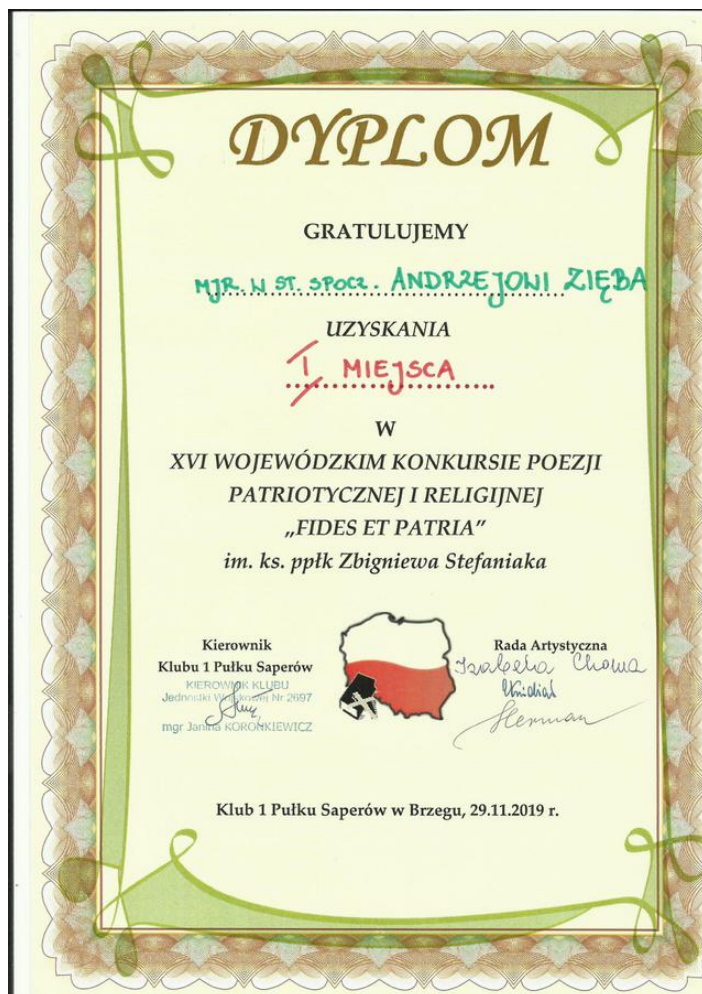 DYPLOM
GRATULUJEMY
MJR. W ST. SPOCZ. ANDRZEJOWI ZIĘBA
UZYSKANIA
I MIEJSCA
W
XVI WOJEWÓDZKIM KONKURSIE POEZJI
PATRIOTYCZNEJ I RELIGIJNEJ
„FIDES ET PATRIA”
im. ks. ppłk Zbigniewa Stefaniaka
Kierownik
Klubu 1 Pułku Saperów
KIEROWNIK KLUBU
Jednostki Wojskowej Nr 2697
mgr Janina KORONKIEWICZ
Rada Artystyczna
Izabela Choma
Herman
Klub 1 Pułku Saperów w Brzegu, 29.11.2019 r.